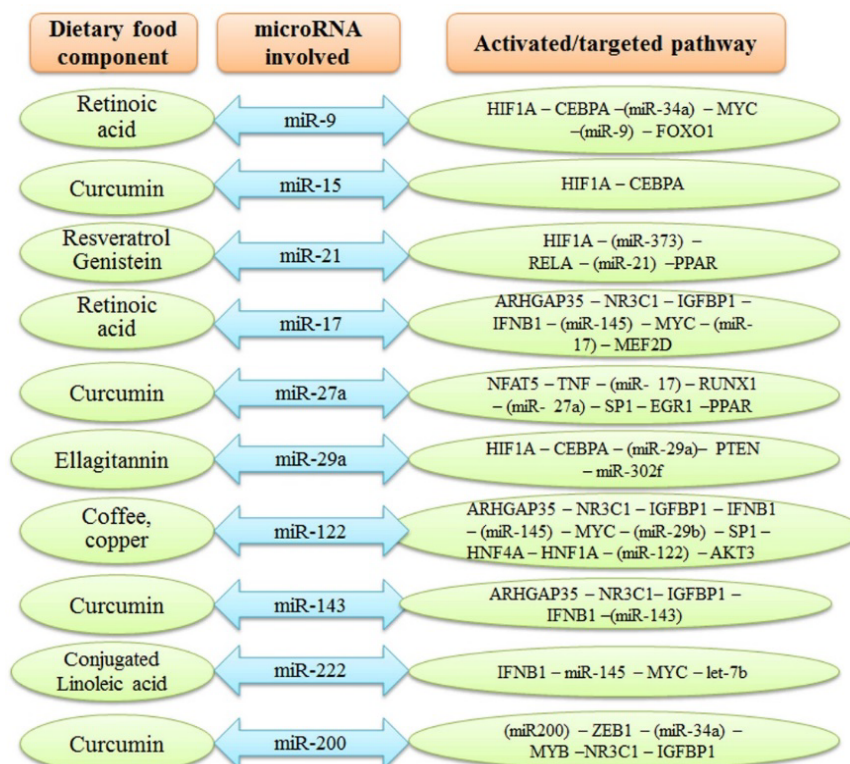 Dietary food
component
microRNA
involved
Activated/targeted pathway
Retinoic
acid
miR-9
HIF1A – CEBPA –(miR-34a) – MYC
–(miR-9) – FOXO1
Curcumin
miR-15
HIF1A – CEBPA
Resveratrol
Genistein
miR-21
HIF1A – (miR-373) –
RELA – (miR-21) –PPAR
Retinoic
acid
miR-17
ARHGAP35 – NR3C1 – IGFBP1 –
IFNB1 – (miR-145) – MYC – (miR-
17) – MEF2D
Curcumin
miR-27a
NFAT5 – TNF – (miR- 17) – RUNX1
– (miR- 27a) – SP1 – EGR1 –PPAR
Ellagitannin
miR-29a
HIF1A – CEBPA – (miR-29a)– PTEN
– miR-302f
Coffee,
copper
miR-122
ARHGAP35 – NR3C1 – IGFBP1 – IFNB1
– (miR-145) – MYC – (miR-29b) – SP1 –
HNF4A – HNF1A – (miR-122) – AKT3
Curcumin
miR-143
ARHGAP35 – NR3C1– IGFBP1 –
IFNB1 –(miR-143)
Conjugated
Linoleic acid
miR-222
IFNB1 – miR-145 – MYC – let-7b
Curcumin
miR-200
(miR200) – ZEB1 – (miR-34a) –
MYB –NR3C1 – IGFBP1